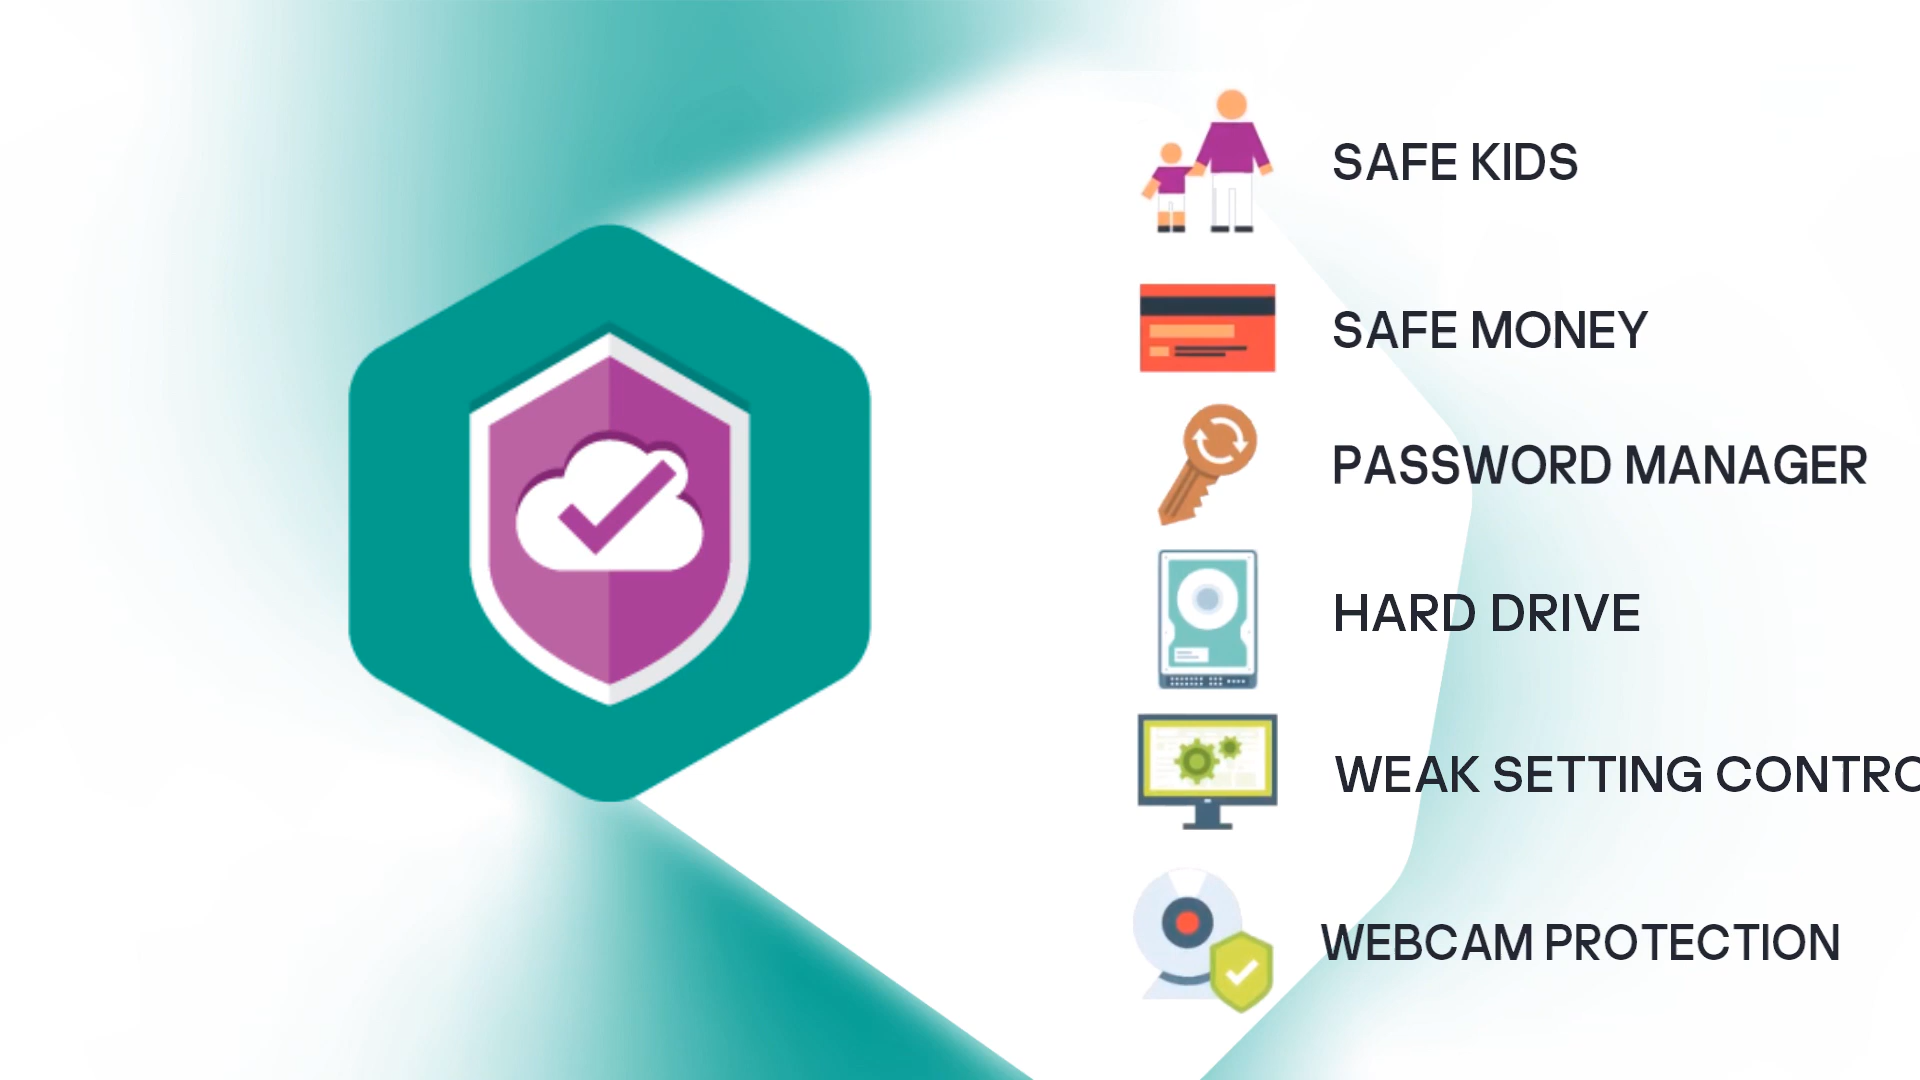 SAFE KIDS
SAFE MONEY
PASSWORD MANAGER
HARD DRIVE
WEAK SETTING CONTRO
WEBCAM PROTECTION